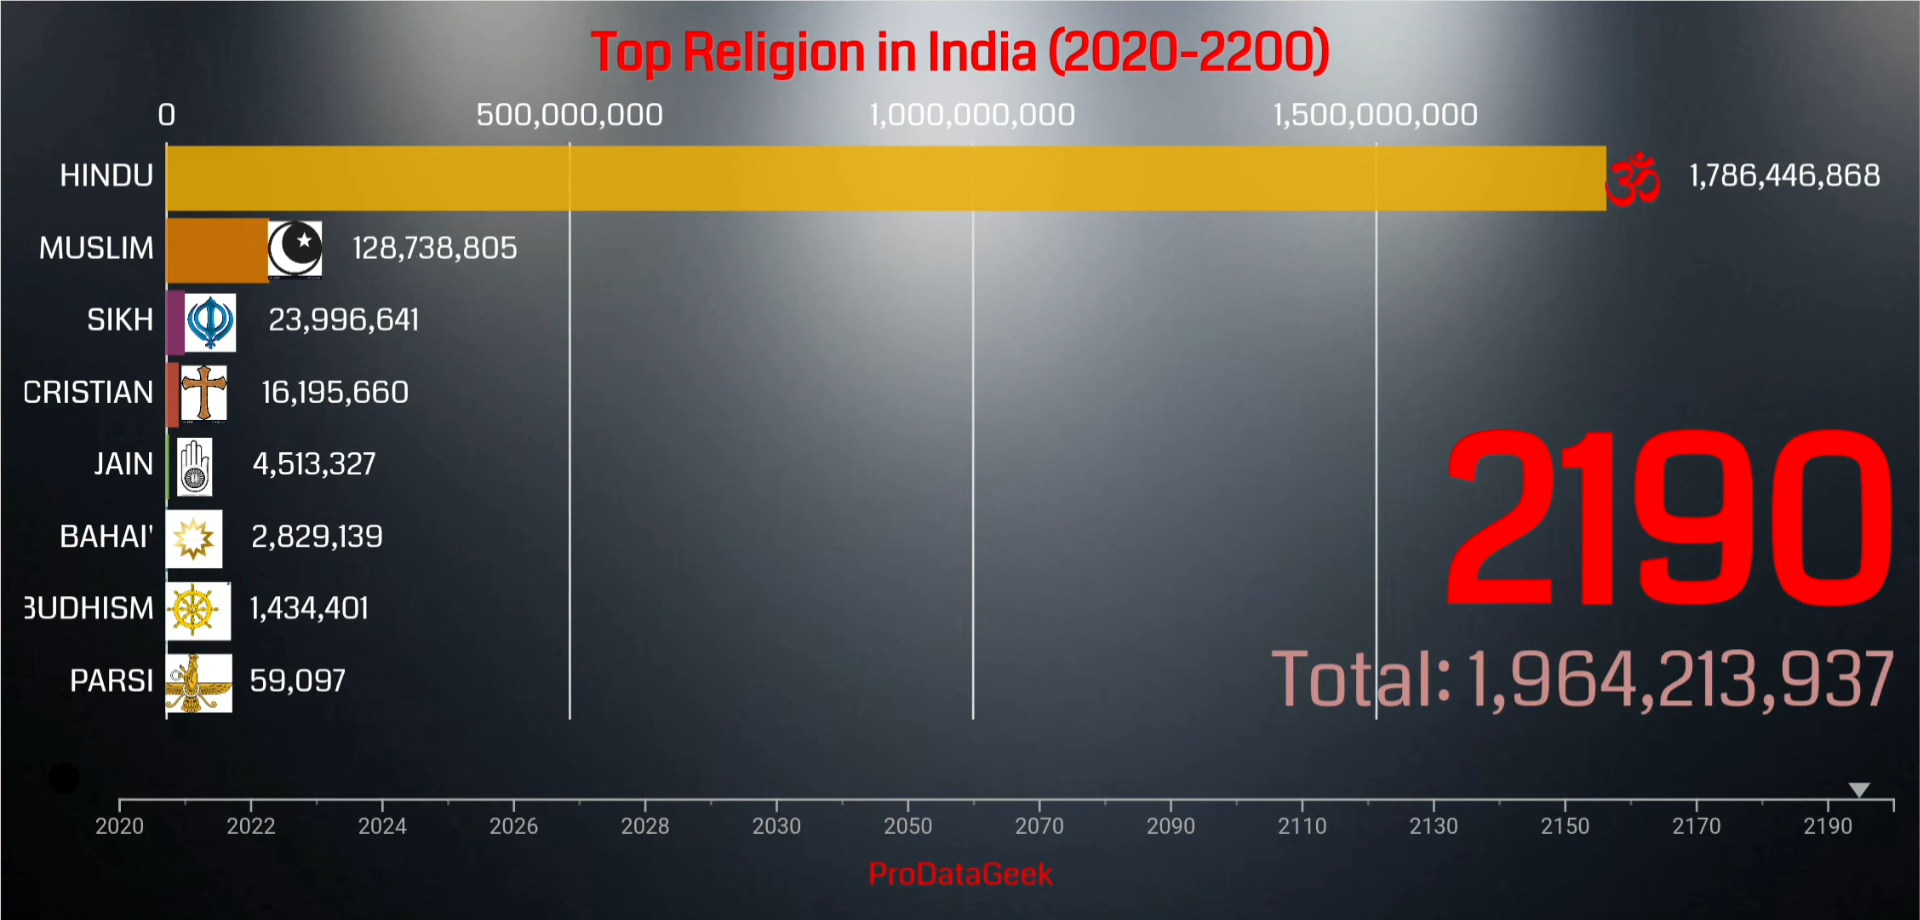 Top Religion in India (2020-2200)
0 500,000,000 1,000,000,000 1,500,000,000
HINDU ॐ 1,786,446,868
MUSLIM 128,738,805
SIKH 23,996,641
CRISTIAN 16,195,660
JAIN 4,513,327
BAHAI' 2,829,139
BUDHISM 1,434,401
PARSI 59,097
2190
Total: 1,964,213,937
2020 2022 2024 2026 2028 2030 2050 2070 2090 2110 2130 2150 2170 2190
ProDataGeek